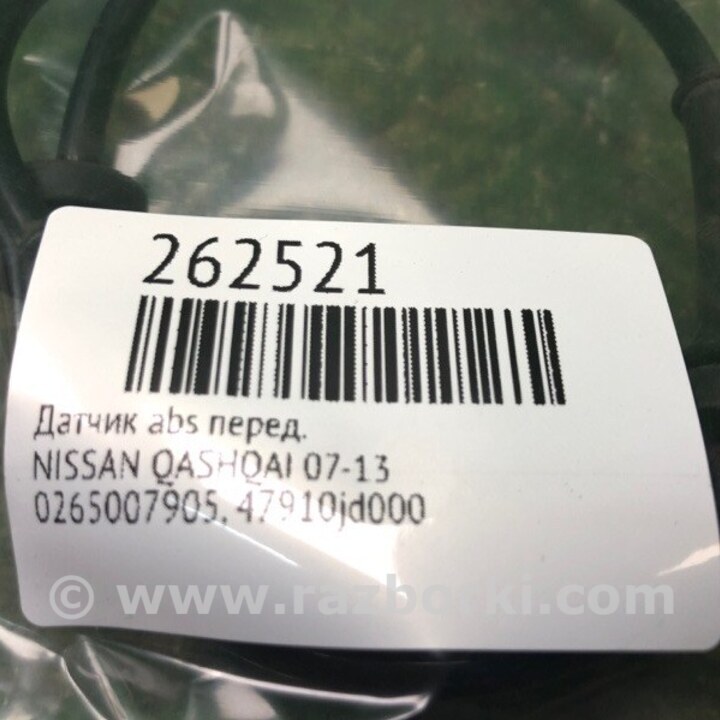 262521
Датчик abs перед.
NISSAN QASHQAI 07-13
0265007905, 47910jd000
© www.razborki.com